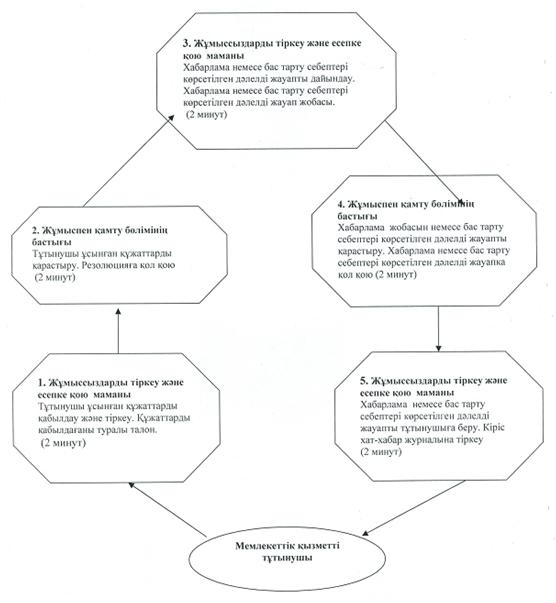 3. Жұмыссыздарды тіркеу және есепке
қою маманы
Хабарлама немесе бас тарту себептері
көрсетілген дәлелді жауапты дайындау.
Хабарлама немесе бас тарту себептері
көрсетілген дәлелді жауап жобасы.
(2 минут)
2. Жұмыспен қамту бөлімінің
бастығы
Тұтынушы ұсынған құжаттарды
қарастыру. Резолюцияға қол қою
(2 минут)
4. Жұмыспен қамту бөлімінің
бастығы
Хабарлама жобасын немесе бас тарту
себептері көрсетілген дәлелді жауапты
қарастыру. Хабарлама немесе бас тарту
себептері көрсетілген дәлелді жауапка
қол қою (2 минут)
1. Жұмыссыздарды тіркеу және
есепке қою маманы
Тұтынушы ұсынған құжаттарды
қабылдау және тіркеу. Құжаттарды
қабылдағаны туралы талон.
(2 минут)
5. Жұмыссыздарды тіркеу және
есепке қою маманы
Хабарлама немесе бас тарту
себептері көрсетілген дәлелді
жауапты тұтынушыға беру. Кіріс
хат-хабар журналына тіркеу
(2 минут)
Мемлекеттік қызметті
тұтынушы